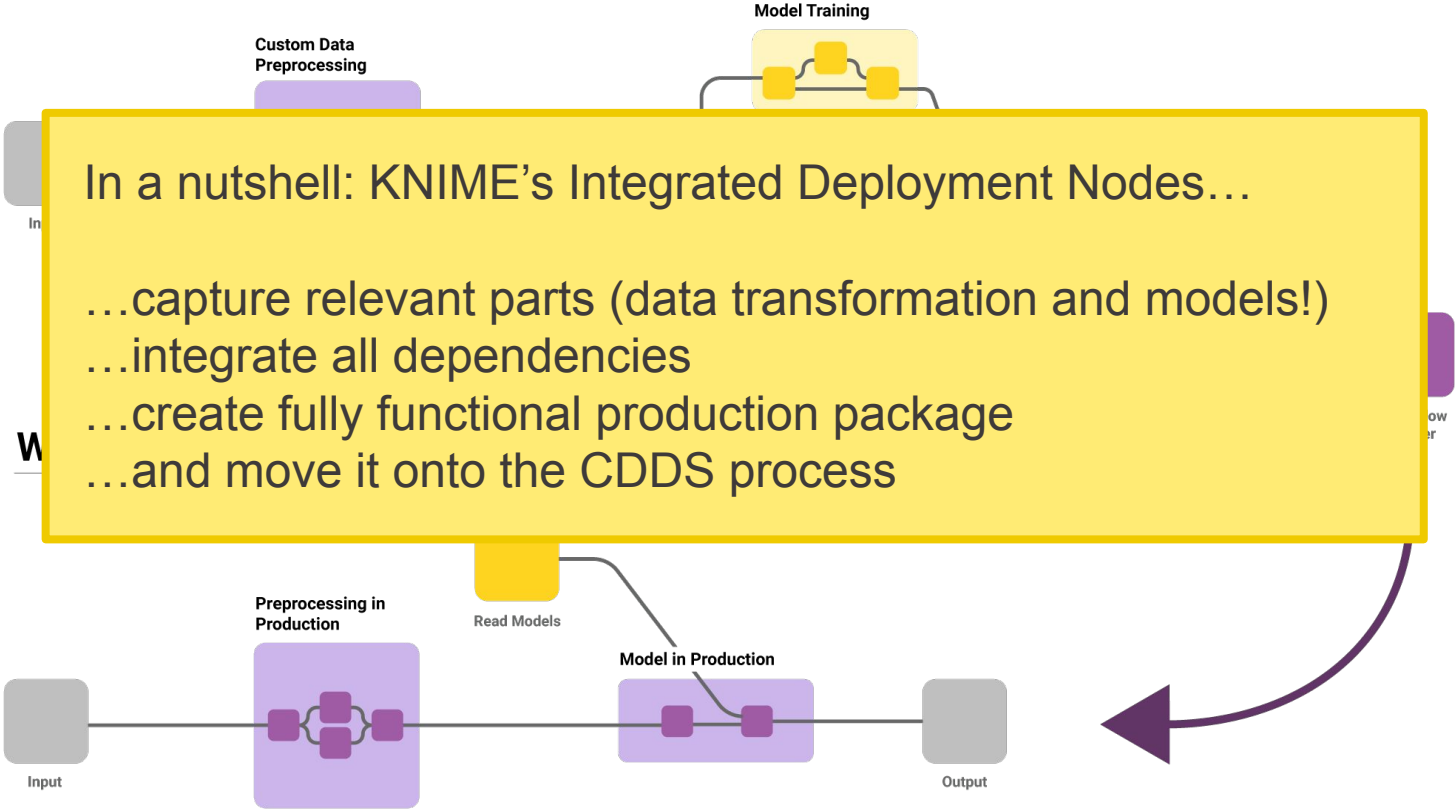 Model Training
Custom Data
Preprocessing
In a nutshell: KNIME’s Integrated Deployment Nodes…
…capture relevant parts (data transformation and models!)
…integrate all dependencies
…create fully functional production package
…and move it onto the CDDS process
Read Models
Preprocessing in
Production
Model in Production
Input
Output